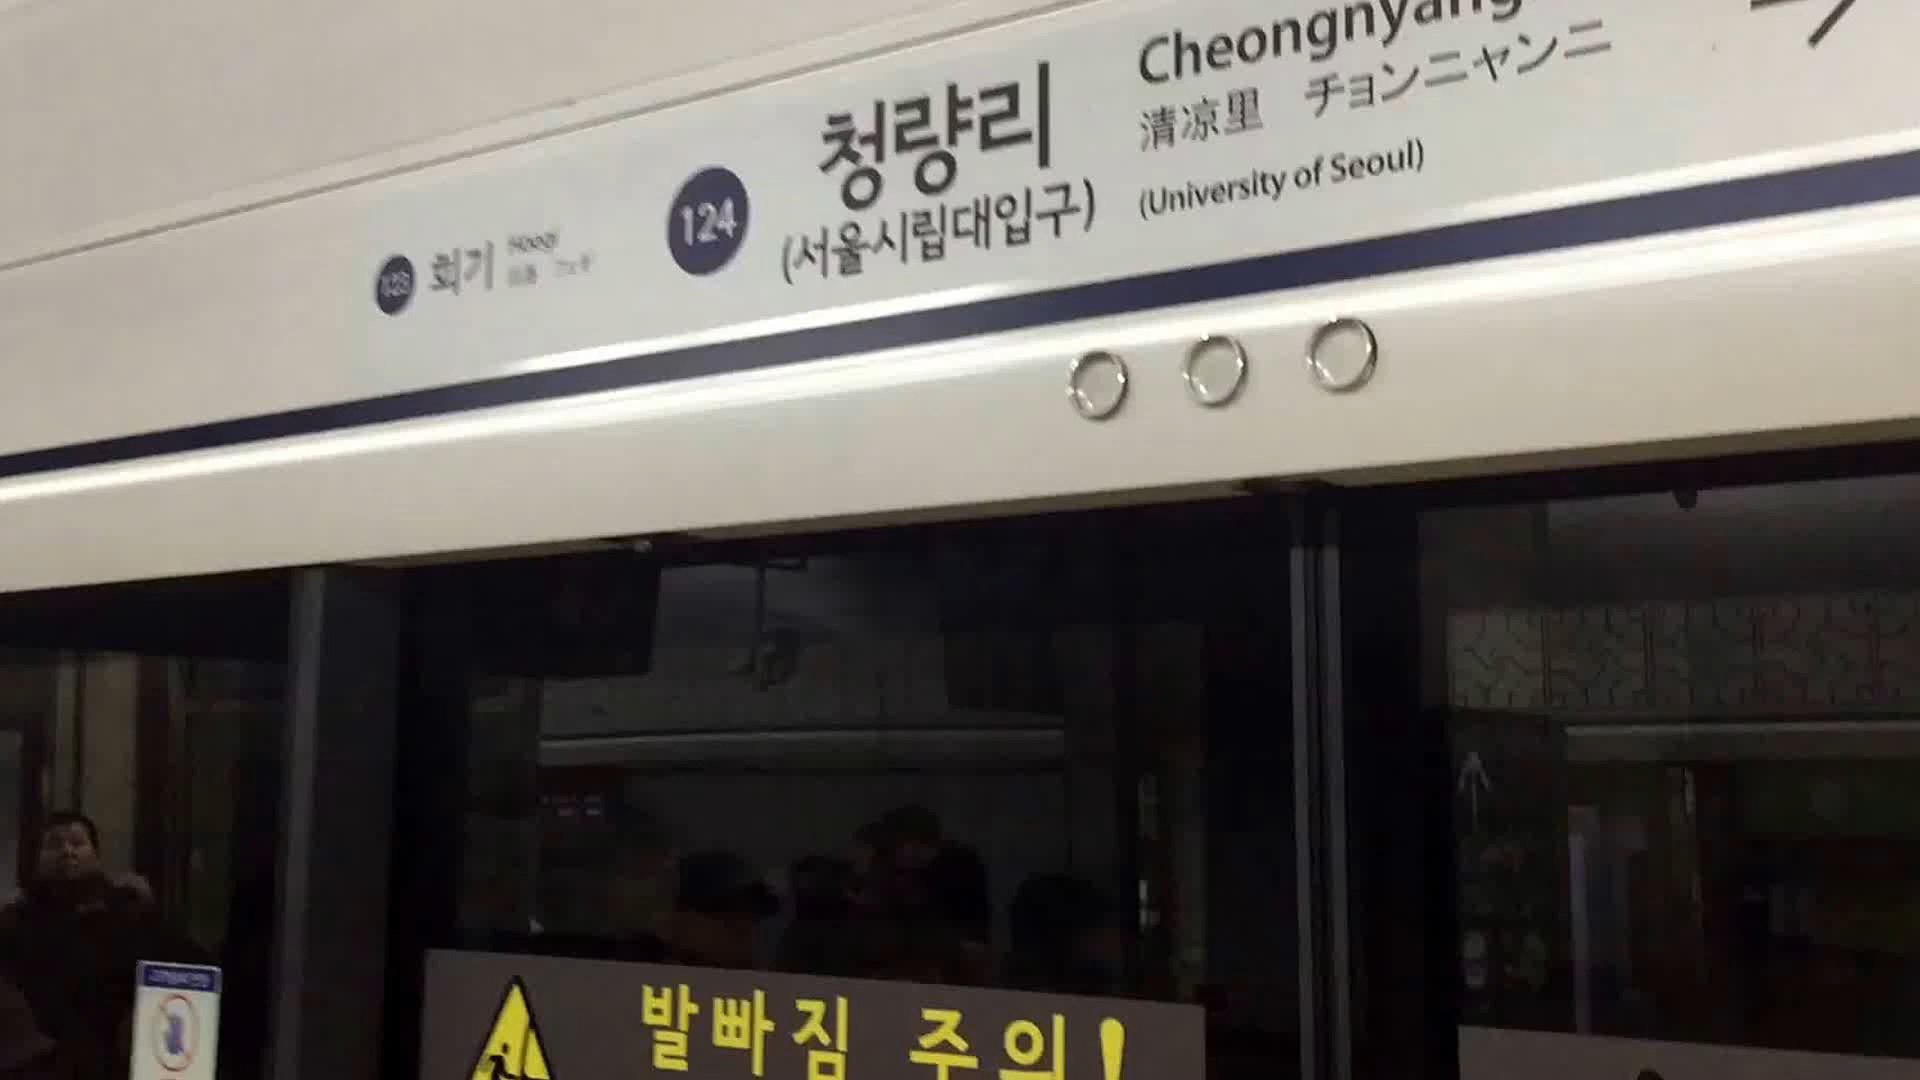 123 회기
124
청량리
(서울시립대입구)
Cheongnyang
清凉里 チョンニャンニ
(University of Seoul)
발빠짐 주의!